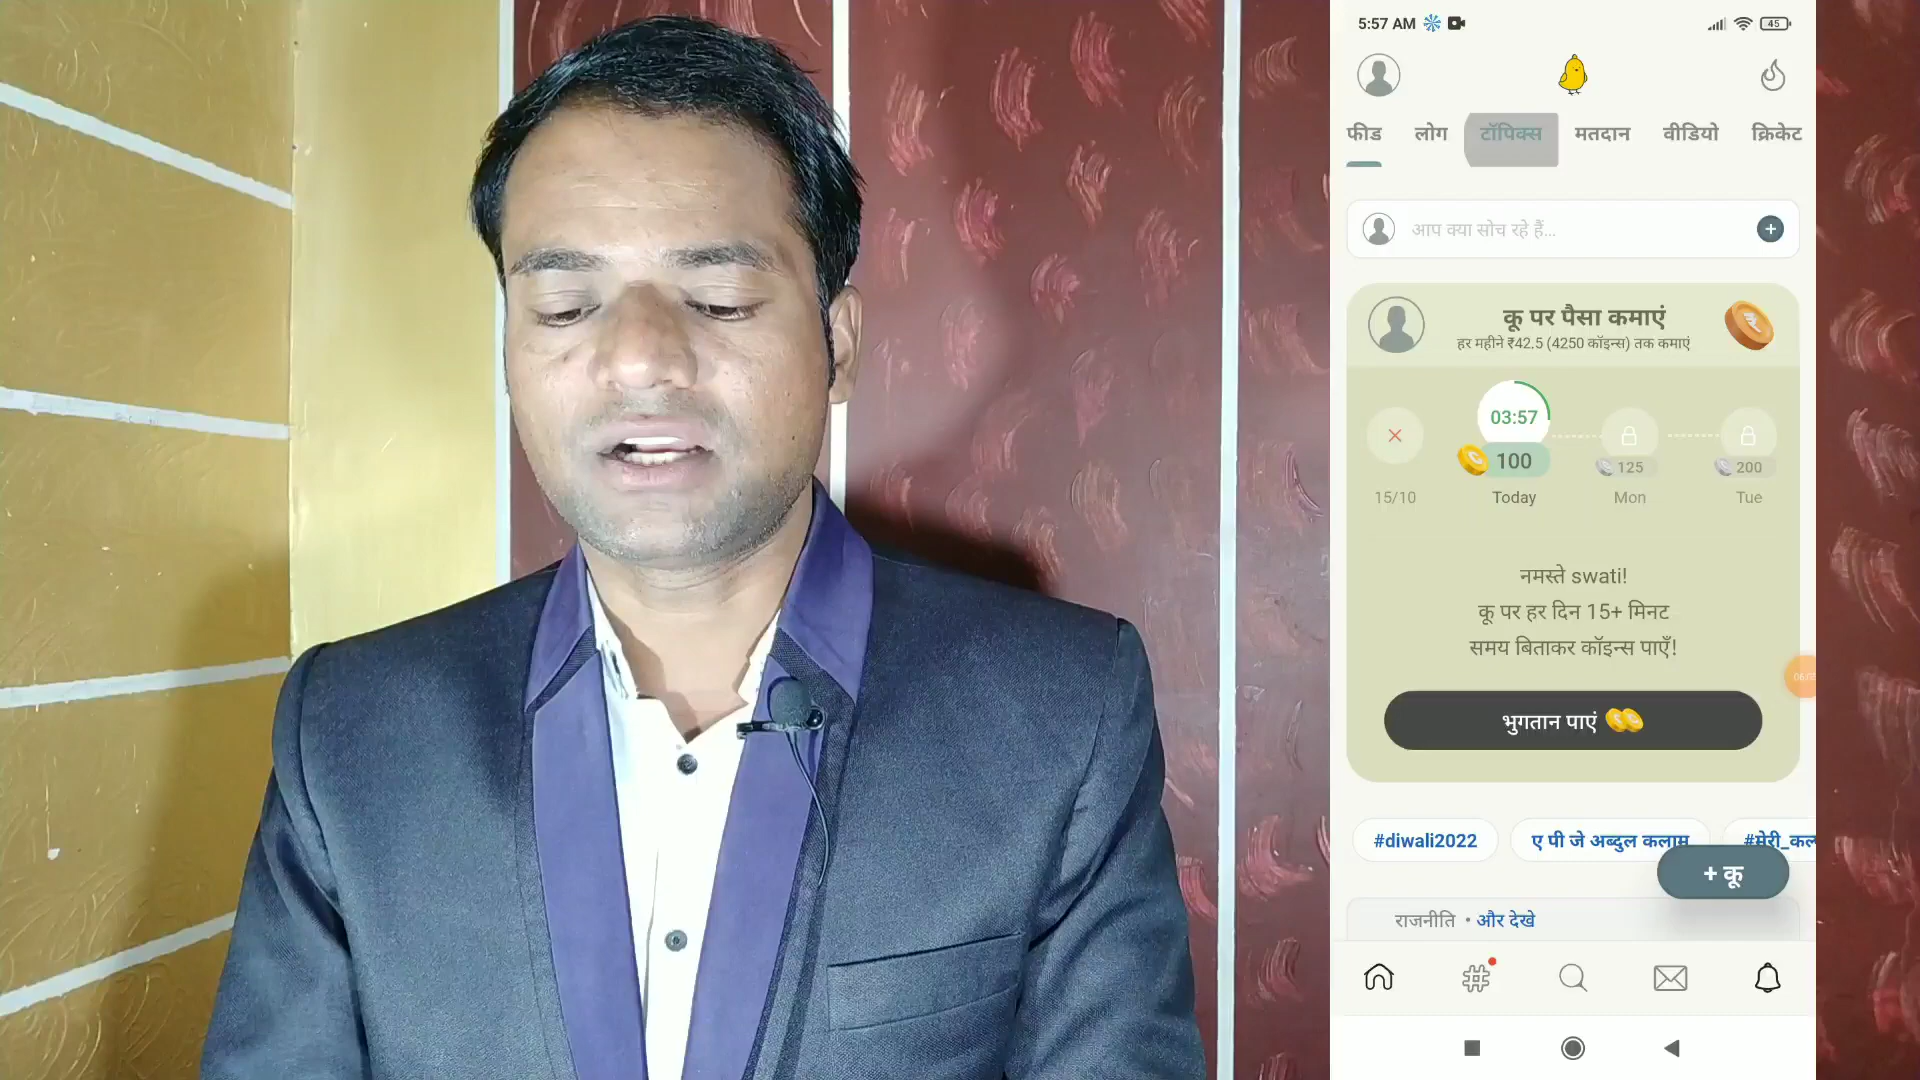 5:57 AM
45
फीड लोग टॉपिक्स मतदान वीडियो क्रिकेट
आप क्या सोच रहे हैं...
कू पर पैसा कमाएं
हर महीने ₹42.5 (4250 कॉइन्स) तक कमाएं
03:57
100 125 200
15/10 Today Mon Tue
नमस्ते swati!
कू पर हर दिन 15+ मिनट
समय बिताकर कॉइन्स पाएँ!
भुगतान पाएं
#diwali2022 ए पी जे अब्दुल कलाम
+ कू
राजनीति • और देखे